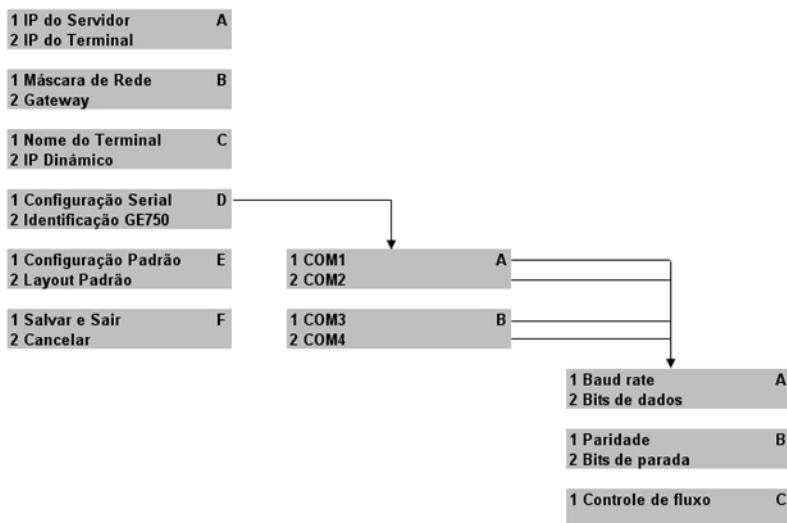 1 IP do Servidor A
2 IP do Terminal
1 Máscara de Rede B
2 Gateway
1 Nome do Terminal C
2 IP Dinâmico
1 Configuração Serial D
2 Identificação GE750
1 Configuração Padrão E
2 Layout Padrão
1 Salvar e Sair F
2 Cancelar
1 COM1 A
2 COM2
1 COM3 B
2 COM4
1 Baud rate A
2 Bits de dados
1 Paridade B
2 Bits de parada
1 Controle de fluxo C